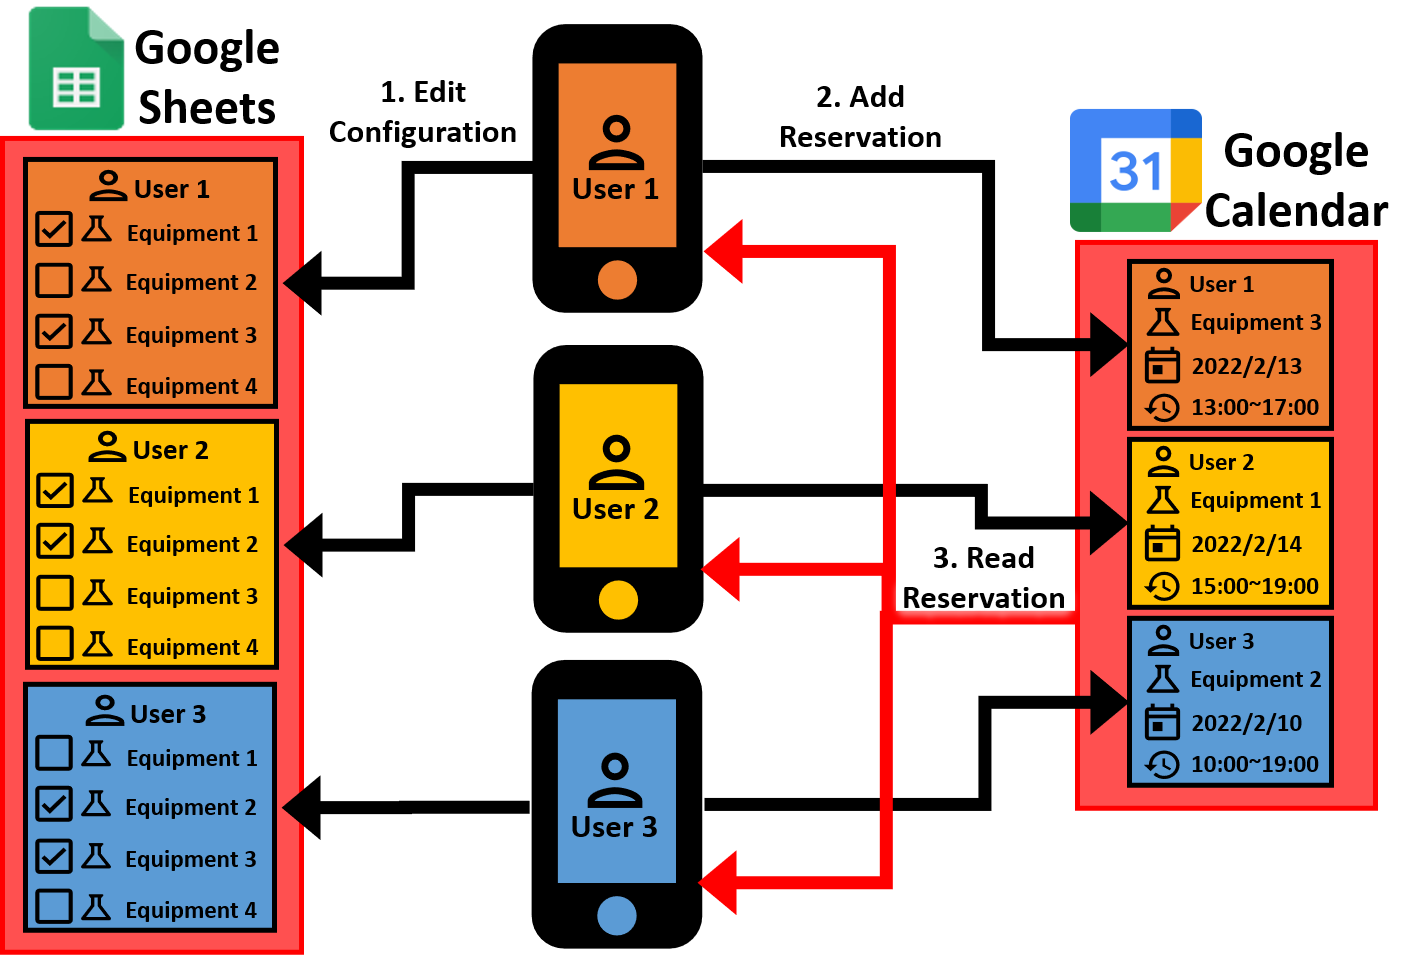 Google
Sheets
1. Edit
Configuration
2. Add
Reservation
31
Google
Calendar
User 1
Equipment 1
Equipment 2
Equipment 3
Equipment 4
User 2
Equipment 1
Equipment 2
Equipment 3
Equipment 4
User 3
Equipment 1
Equipment 2
Equipment 3
Equipment 4
User 1
User 2
User 3
3. Read
Reservation
User 1
Equipment 3
2022/2/13
13:00~17:00
User 2
Equipment 1
2022/2/14
15:00~19:00
User 3
Equipment 2
2022/2/10
10:00~19:00